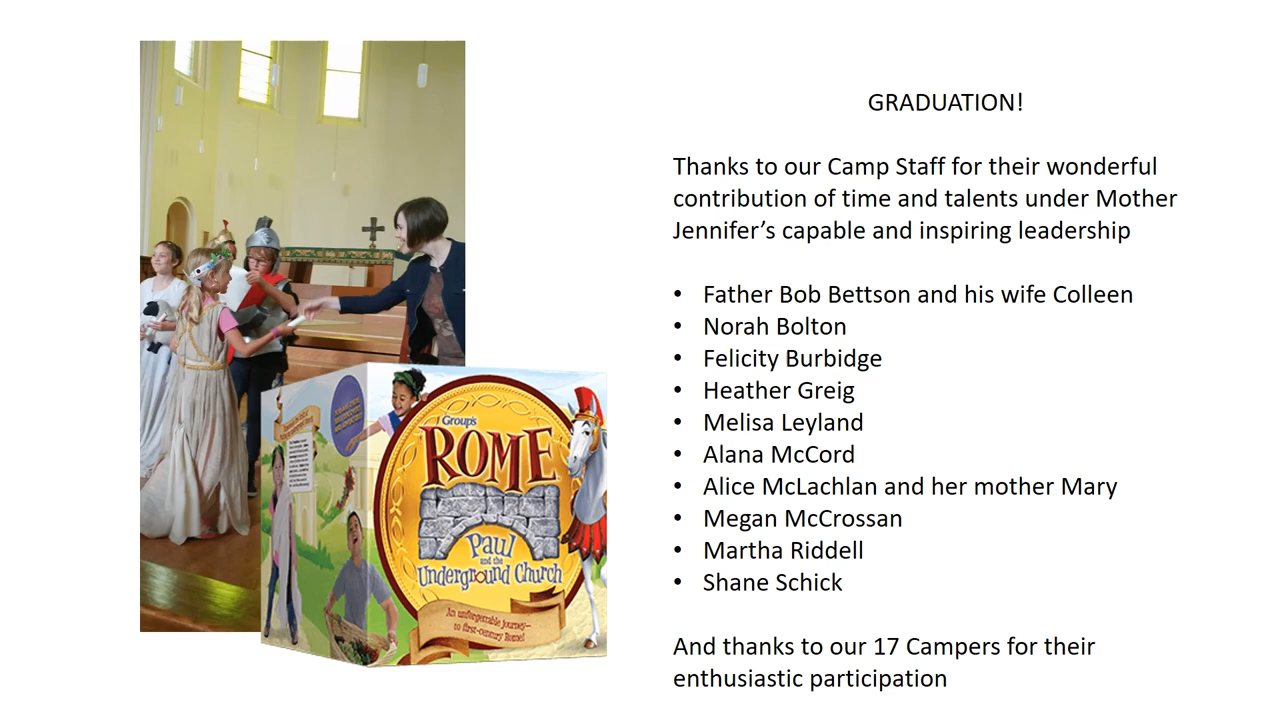 GRADUATION!
Thanks to our Camp Staff for their wonderful
contribution of time and talents under Mother
Jennifer’s capable and inspiring leadership
• Father Bob Bettson and his wife Colleen
• Norah Bolton
• Felicity Burbidge
• Heather Greig
• Melisa Leyland
• Alana McCord
• Alice McLachlan and her mother Mary
• Megan McCrossan
• Martha Riddell
• Shane Schick
And thanks to our 17 Campers for their
enthusiastic participation
Group's
ROME
Paul
and the
Underground Church
An unforgettable journey—
to first-century Rome!